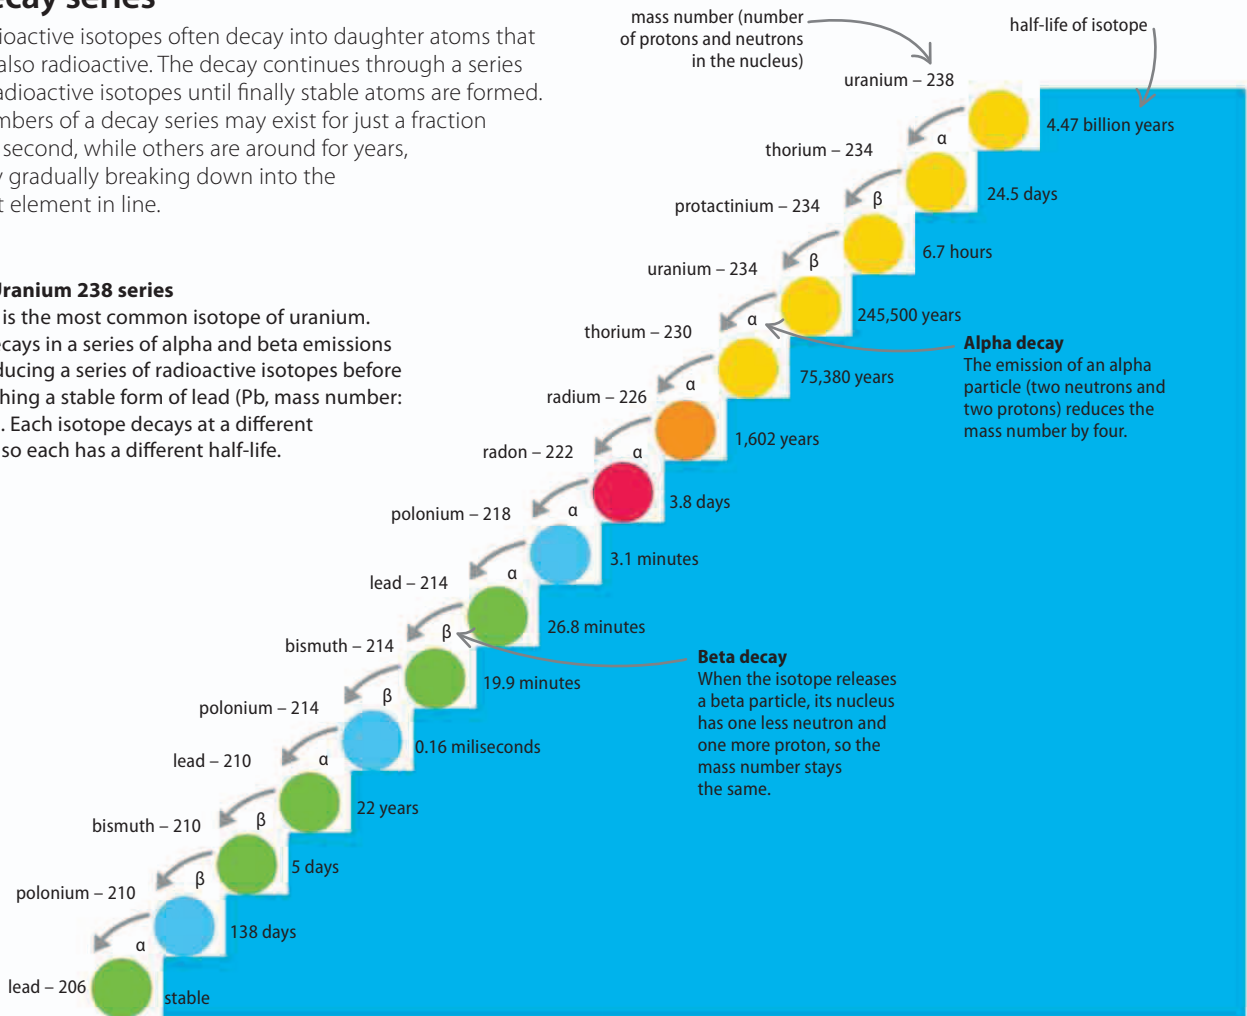 cay series
ioactive isotopes often decay into daughter atoms that
also radioactive. The decay continues through a series
adioactive isotopes until finally stable atoms are formed.
mbers of a decay series may exist for just a fraction
second, while others are around for years,
gradually breaking down into the
t element in line.
Uranium 238 series
is the most common isotope of uranium.
ecays in a series of alpha and beta emissions
ducing a series of radioactive isotopes before
hing a stable form of lead (Pb, mass number:
. Each isotope decays at a different
so each has a different half-life.
mass number (number
of protons and neutrons
in the nucleus)
half-life of isotope
uranium – 238
4.47 billion years
α
thorium – 234
24.5 days
β
protactinium – 234
6.7 hours
β
uranium – 234
245,500 years
α
thorium – 230
75,380 years
α
radium – 226
1,602 years
α
radon – 222
3.8 days
α
polonium – 218
3.1 minutes
α
lead – 214
26.8 minutes
β
bismuth – 214
19.9 minutes
β
polonium – 214
0.16 miliseconds
α
lead – 210
22 years
β
bismuth – 210
5 days
β
polonium – 210
138 days
α
lead – 206
stable
Alpha decay
The emission of an alpha
particle (two neutrons and
two protons) reduces the
mass number by four.
Beta decay
When the isotope releases
a beta particle, its nucleus
has one less neutron and
one more proton, so the
mass number stays
the same.